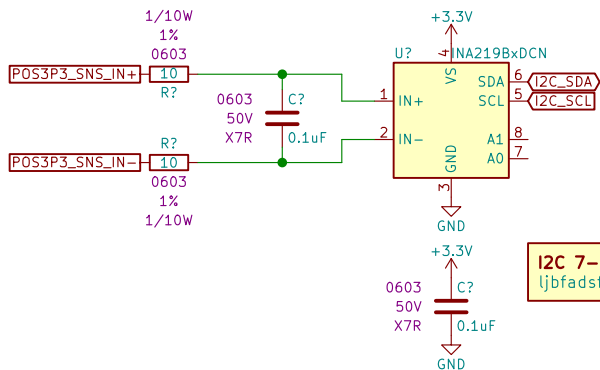 1/10W
1%
0603
POS3P3_SNS_IN+
10
R?
R?
POS3P3_SNS_IN-
10
0603
1%
1/10W
0603
50V
X7R
C?
0.1uF
+3.3V
U?
INA219BxDCN
4
VS
1
IN+
2
IN-
SDA
6
I2C_SDA
SCL
5
I2C_SCL
A1
8
A0
7
GND
3
GND
+3.3V
0603
50V
X7R
C?
0.1uF
GND
I2C 7-
ljbfadst